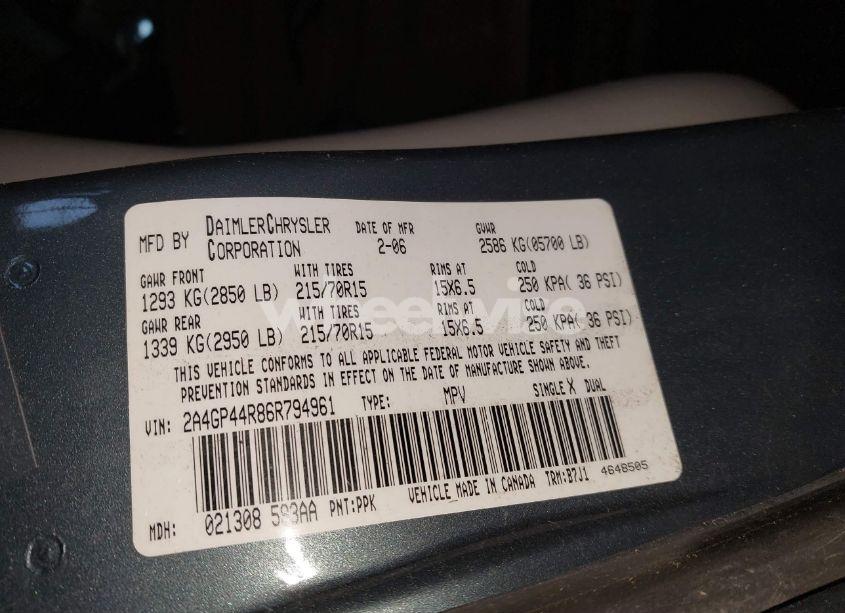 MFD BY DAIMLERCHRYSLER CORPORATION DATE OF MFR 2-06 GVWR 2586 KG(05700 LB)
GAWR FRONT WITH TIRES RIMS AT COLD
1293 KG(2850 LB) 215/70R15 15X6.5 250 KPA( 36 PSI)
GAWR REAR WITH TIRES RIMS AT COLD
1339 KG(2950 LB) 215/70R15 15X6.5 250 KPA( 36 PSI)
wheelwire
THIS VEHICLE CONFORMS TO ALL APPLICABLE FEDERAL MOTOR VEHICLE SAFETY AND THEFT
PREVENTION STANDARDS IN EFFECT ON THE DATE OF MANUFACTURE SHOWN ABOVE.
VIN: 2A4GP44R86R794961 TYPE: MPV SINGLE X DUAL
MDH: 021308 593AA PNT:PPK VEHICLE MADE IN CANADA TRM:B7J1 4648505